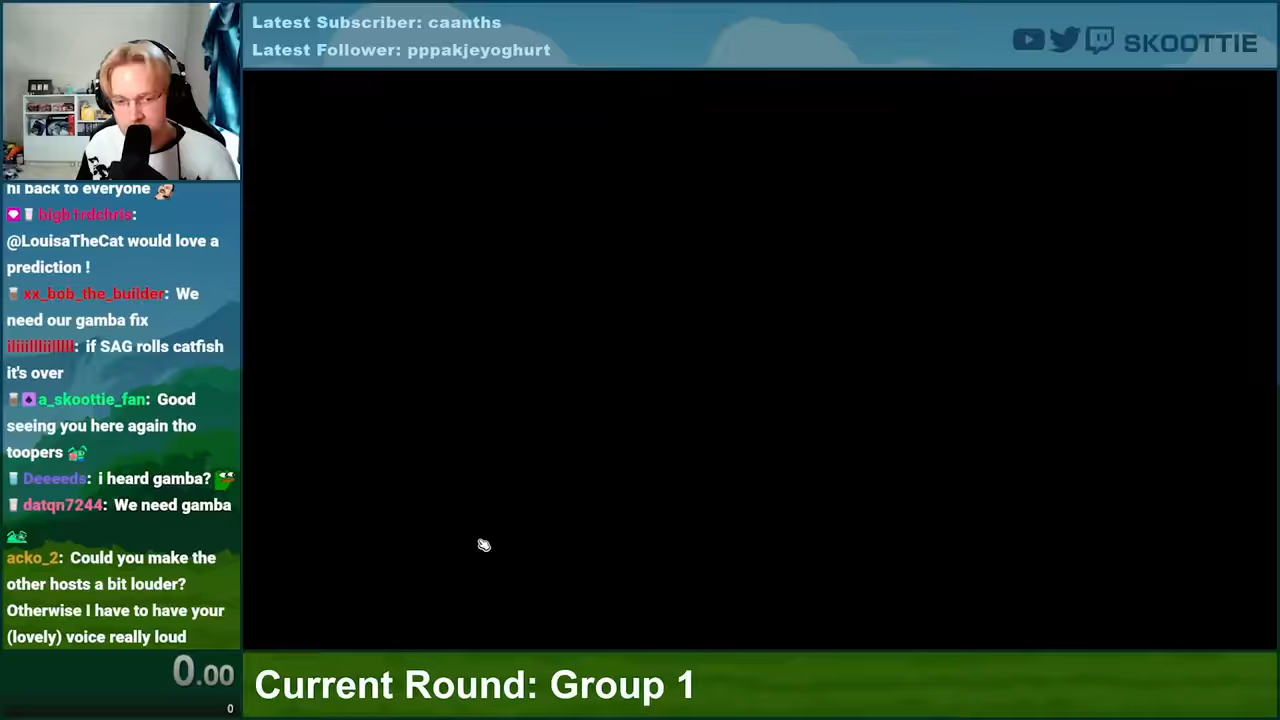 Latest Subscriber: caanths
Latest Follower: pppakjeyoghurt
SKOOTTIE
hi back to everyone
bigb1rdchris:
@LouisaTheCat would love a
prediction !
xx_bob_the_builder: We
need our gamba fix
if SAG rolls catfish
it's over
a_skoottie_fan: Good
seeing you here again tho
toopers
Deeeeds: i heard gamba?
datqn7244: We need gamba
acko_2: Could you make the
other hosts a bit louder?
Otherwise I have to have your
(lovely) voice really loud
0.00
0
Current Round: Group 1